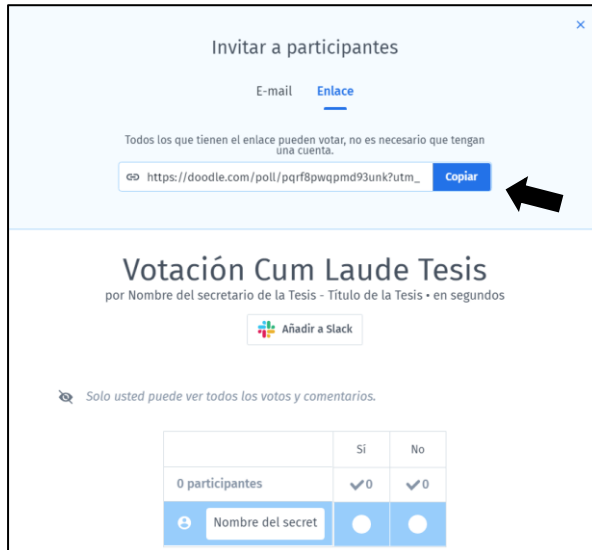 Invitar a participantes
E-mail Enlace
Todos los que tienen el enlace pueden votar, no es necesario que tengan
una cuenta.
https://doodle.com/poll/pqrf8pwqpmd93unk?utm_ Copiar
Votación Cum Laude Tesis
por Nombre del secretario de la Tesis - Título de la Tesis • en segundos
Añadir a Slack
Solo usted puede ver todos los votos y comentarios.
Si No
0 participantes 0 0
Nombre del secret